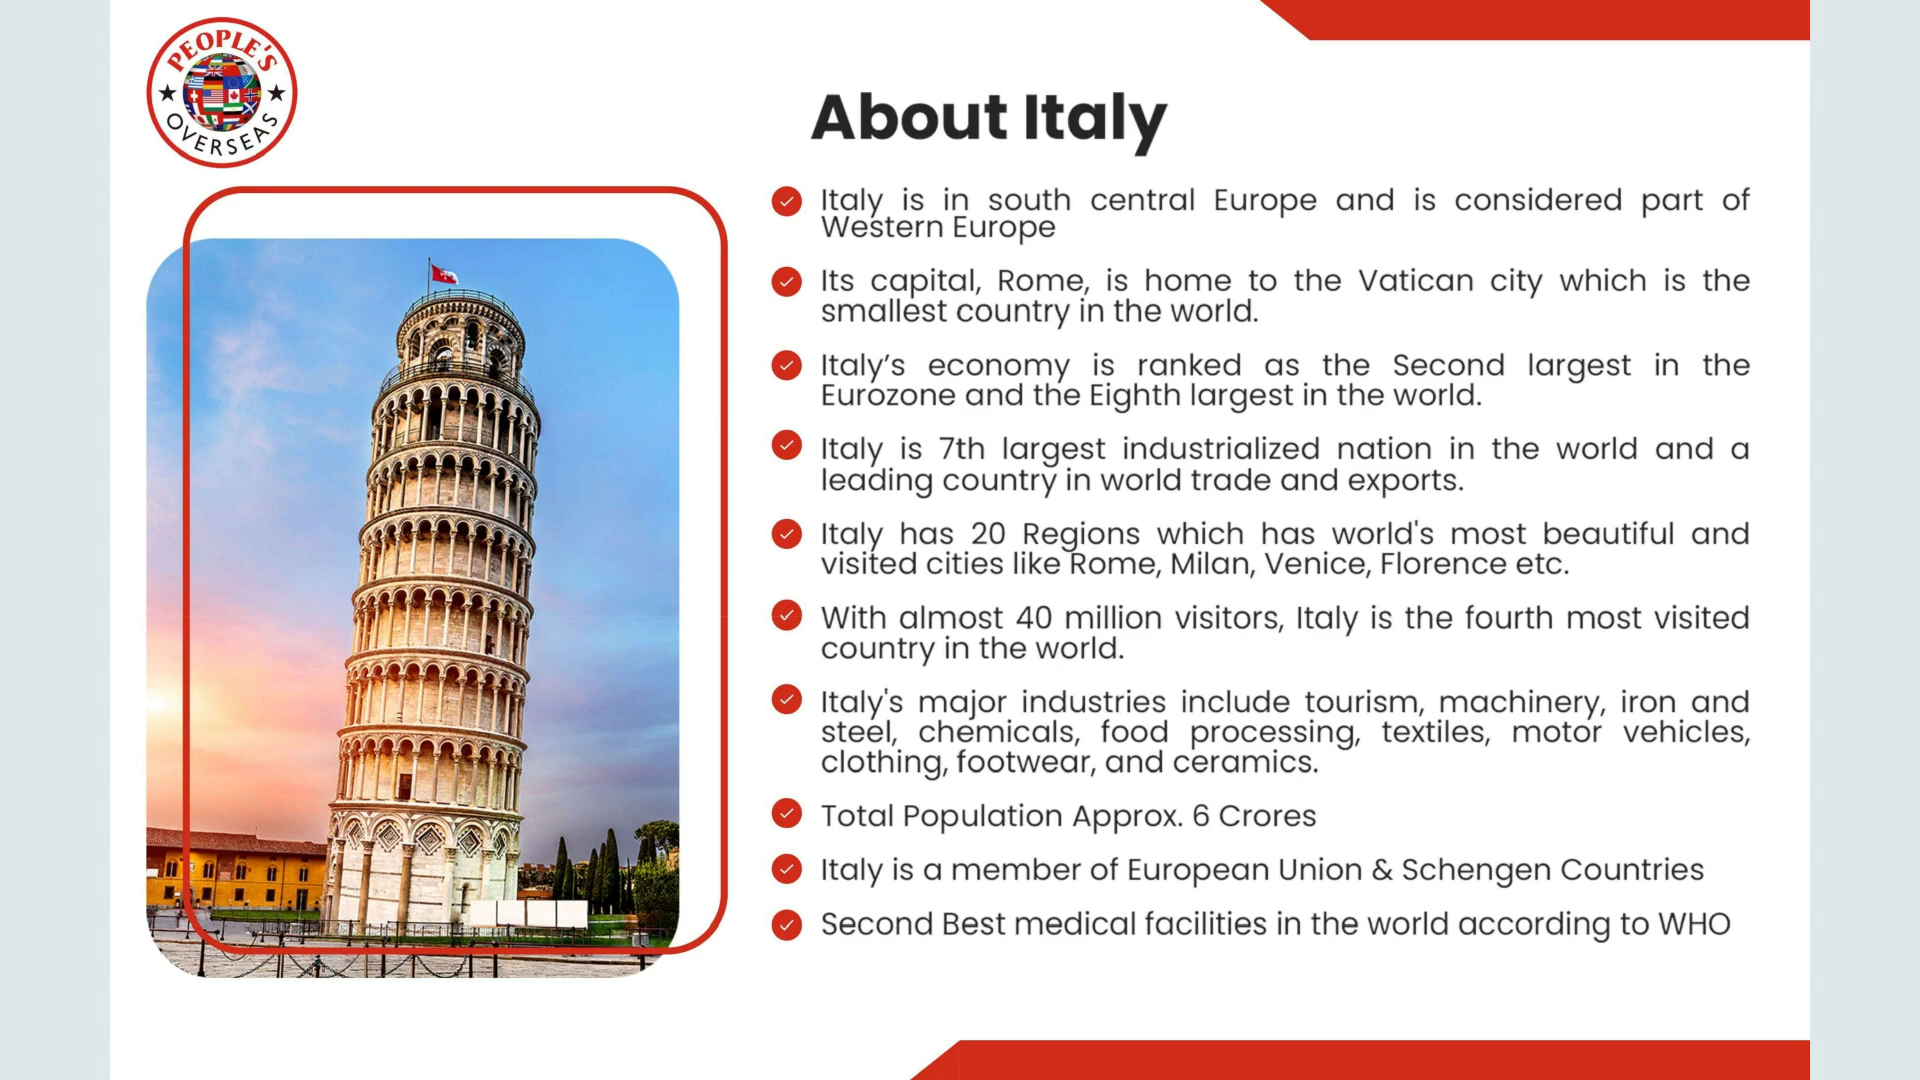 PEOPLE'S
OVERSEAS
About Italy
Italy is in south central Europe and is considered part of
Western Europe
Its capital, Rome, is home to the Vatican city which is the
smallest country in the world.
Italy’s economy is ranked as the Second largest in the
Eurozone and the Eighth largest in the world.
Italy is 7th largest industrialized nation in the world and a
leading country in world trade and exports.
Italy has 20 Regions which has world's most beautiful and
visited cities like Rome, Milan, Venice, Florence etc.
With almost 40 million visitors, Italy is the fourth most visited
country in the world.
Italy's major industries include tourism, machinery, iron and
steel, chemicals, food processing, textiles, motor vehicles,
clothing, footwear, and ceramics.
Total Population Approx. 6 Crores
Italy is a member of European Union & Schengen Countries
Second Best medical facilities in the world according to WHO